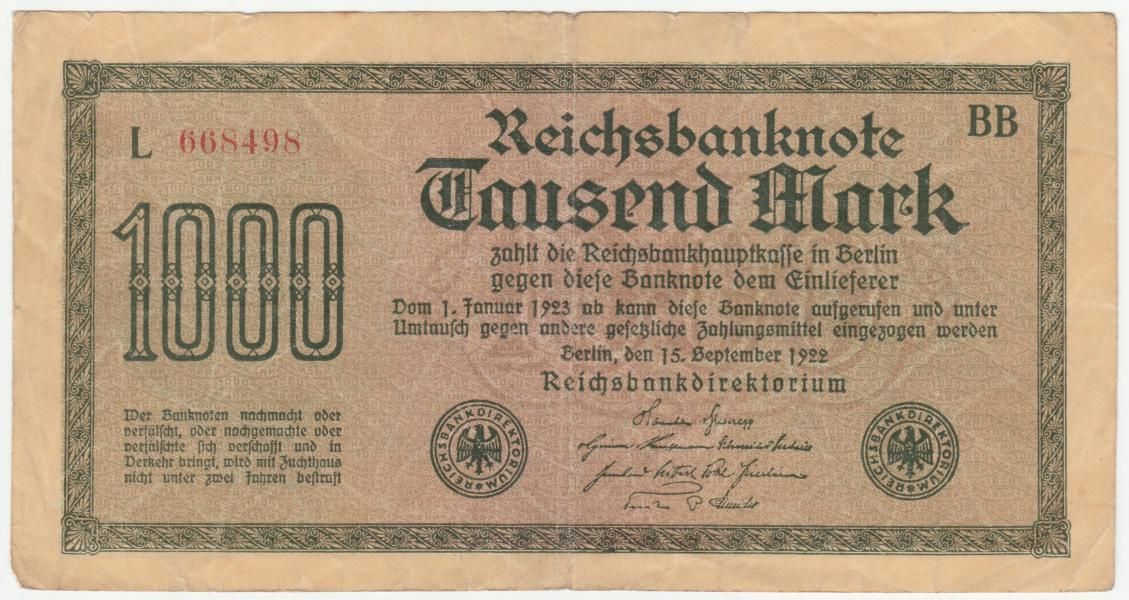 L 668498
BB
Reichsbanknote
Tausend Mark
1000
zahlt die Reichsbankhauptkasse in Berlin
gegen diese Banknote dem Einlieferer
Vom 1. Januar 1923 ab kann diese Banknote aufgerufen und unter
Umtausch gegen andere gesetzliche Zahlungsmittel eingezogen werden
Berlin, den 15. September 1922
Reichsbankdirektorium
Wer Banknoten nachmacht oder
verfälscht, oder nachgemachte oder
verfälschte sich verschafft und in
Verkehr bringt, wird mit Zuchthaus
nicht unter zwei Jahren bestraft
REICHSBANKDIREKTORIUM
REICHSBANKDIREKTORIUM